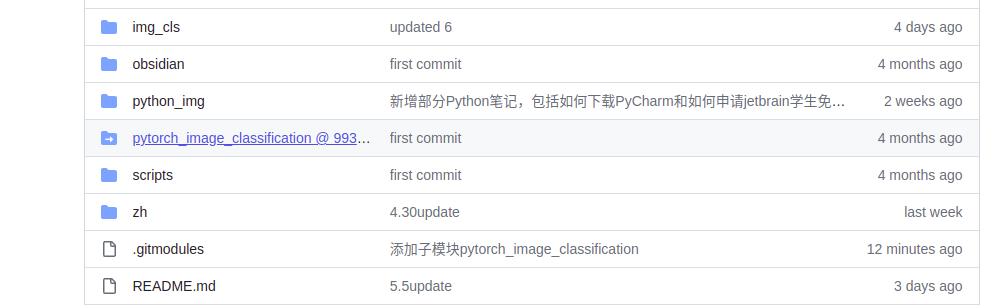 img_cls updated 6 4 days ago
obsidian first commit 4 months ago
python_img 新增部分Python笔记，包括如何下载PyCharm和如何申请jetbrain学生免… 2 weeks ago
pytorch_image_classification @ 993… first commit 4 months ago
scripts first commit 4 months ago
zh 4.30update last week
.gitmodules 添加子模块pytorch_image_classification 12 minutes ago
README.md 5.5update 3 days ago